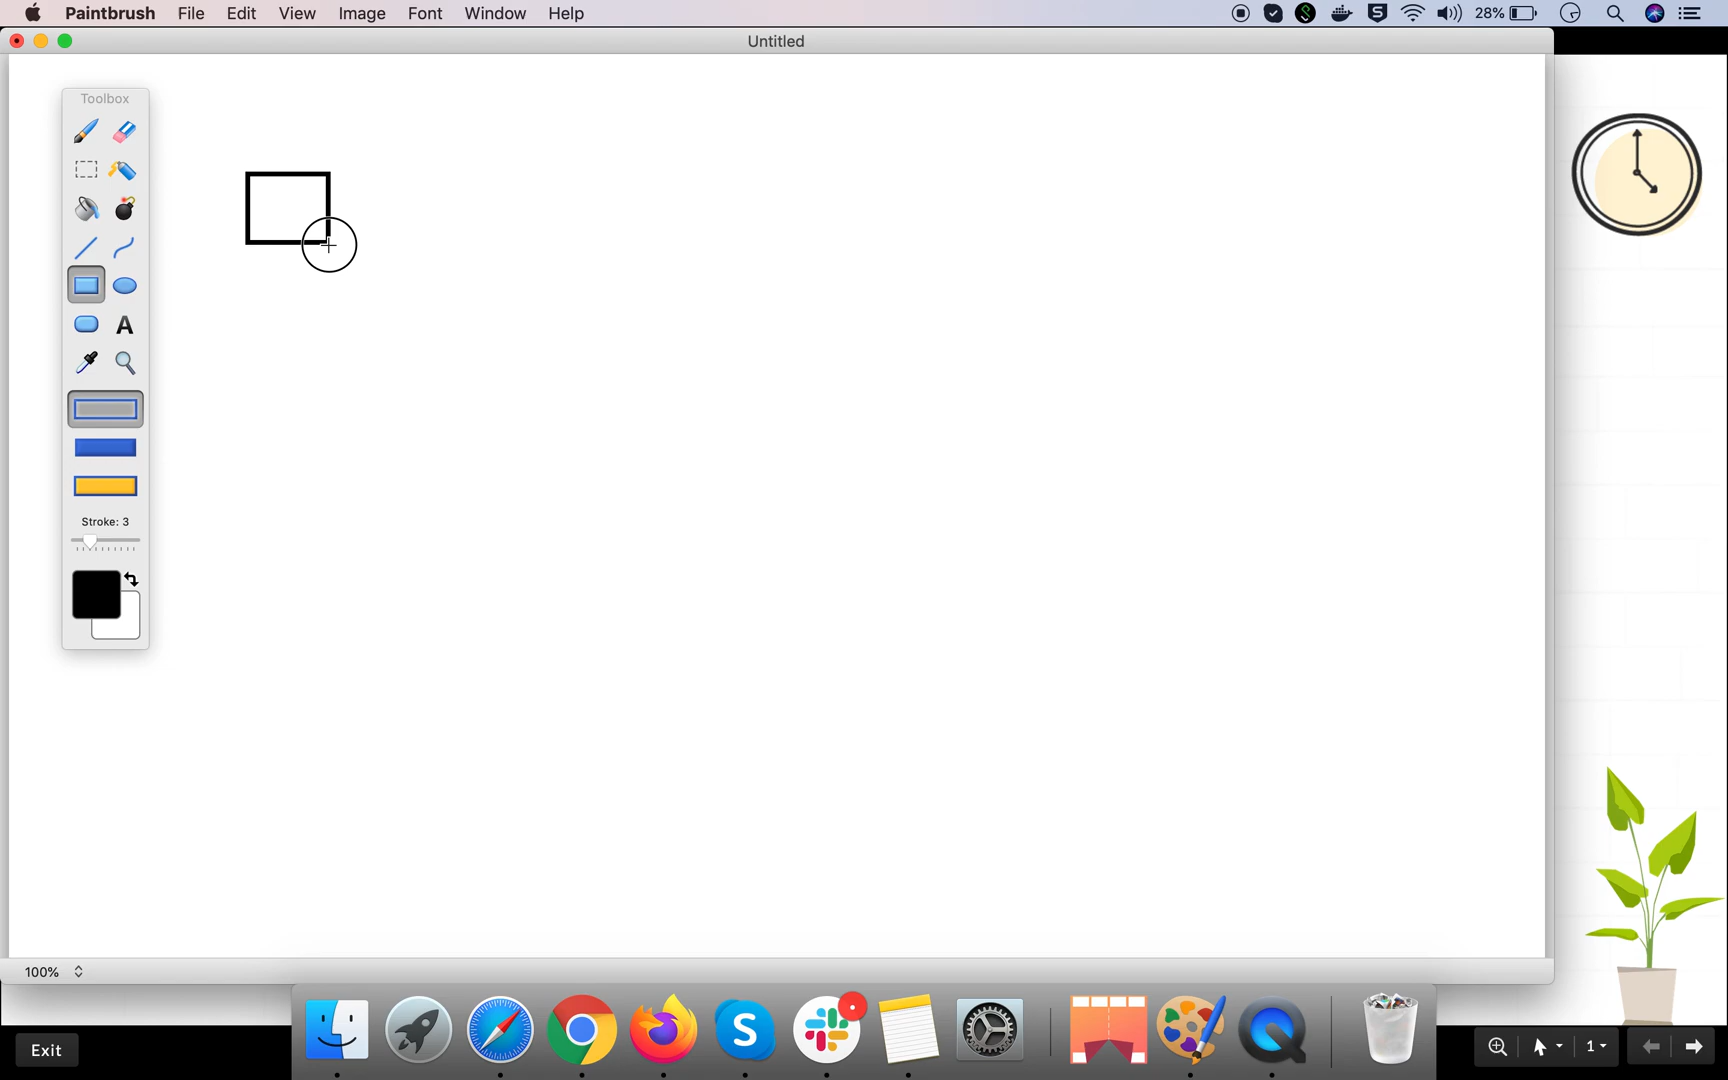 Paintbrush File Edit View Image Font Window Help 28%
Untitled
Toolbox
A
Stroke: 3
100%
S
Exit
1